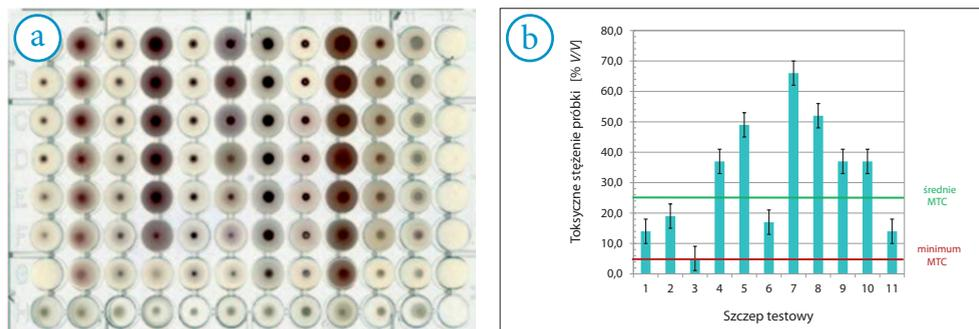 a
b
Toksyczne stężenie próbki [% V/V]
80,0
70,0
60,0
50,0
40,0
30,0
20,0
10,0
0,0
średnie
MTC
minimum
MTC
1 2 3 4 5 6 7 8 9 10 11
Szczep testowy